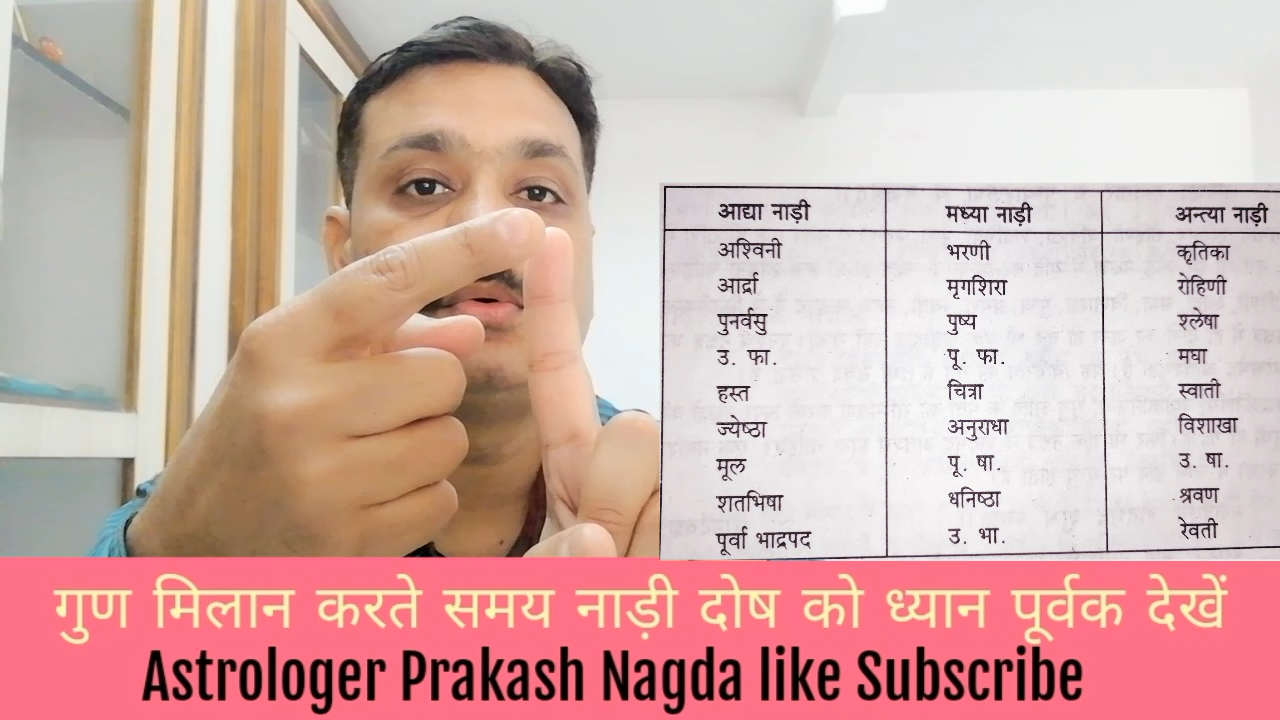 आद्या नाड़ी मध्या नाड़ी अन्त्या नाड़ी
अश्विनी भरणी कृतिका
आर्द्रा मृगशिरा रोहिणी
पुनर्वसु पुष्य श्लेषा
उ. फा. पू. फा. मघा
हस्त चित्रा स्वाती
ज्येष्ठा अनुराधा विशाखा
मूल पू. षा. उ. षा.
शतभिषा धनिष्ठा श्रवण
पूर्वा भाद्रपद उ. भा. रेवती
गुण मिलान करते समय नाड़ी दोष को ध्यान पूर्वक देखें
Astrologer Prakash Nagda like Subscribe